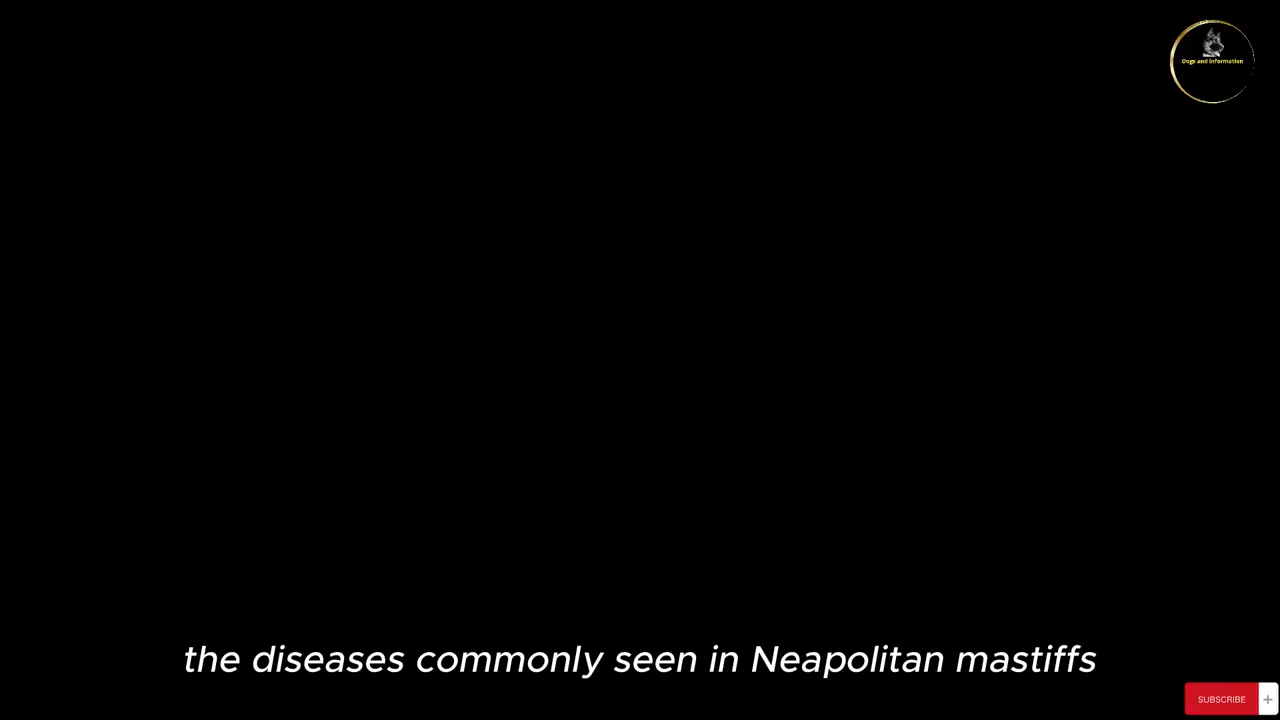 Dogs and information
the diseases commonly seen in Neapolitan mastiffs
SUBSCRIBE +